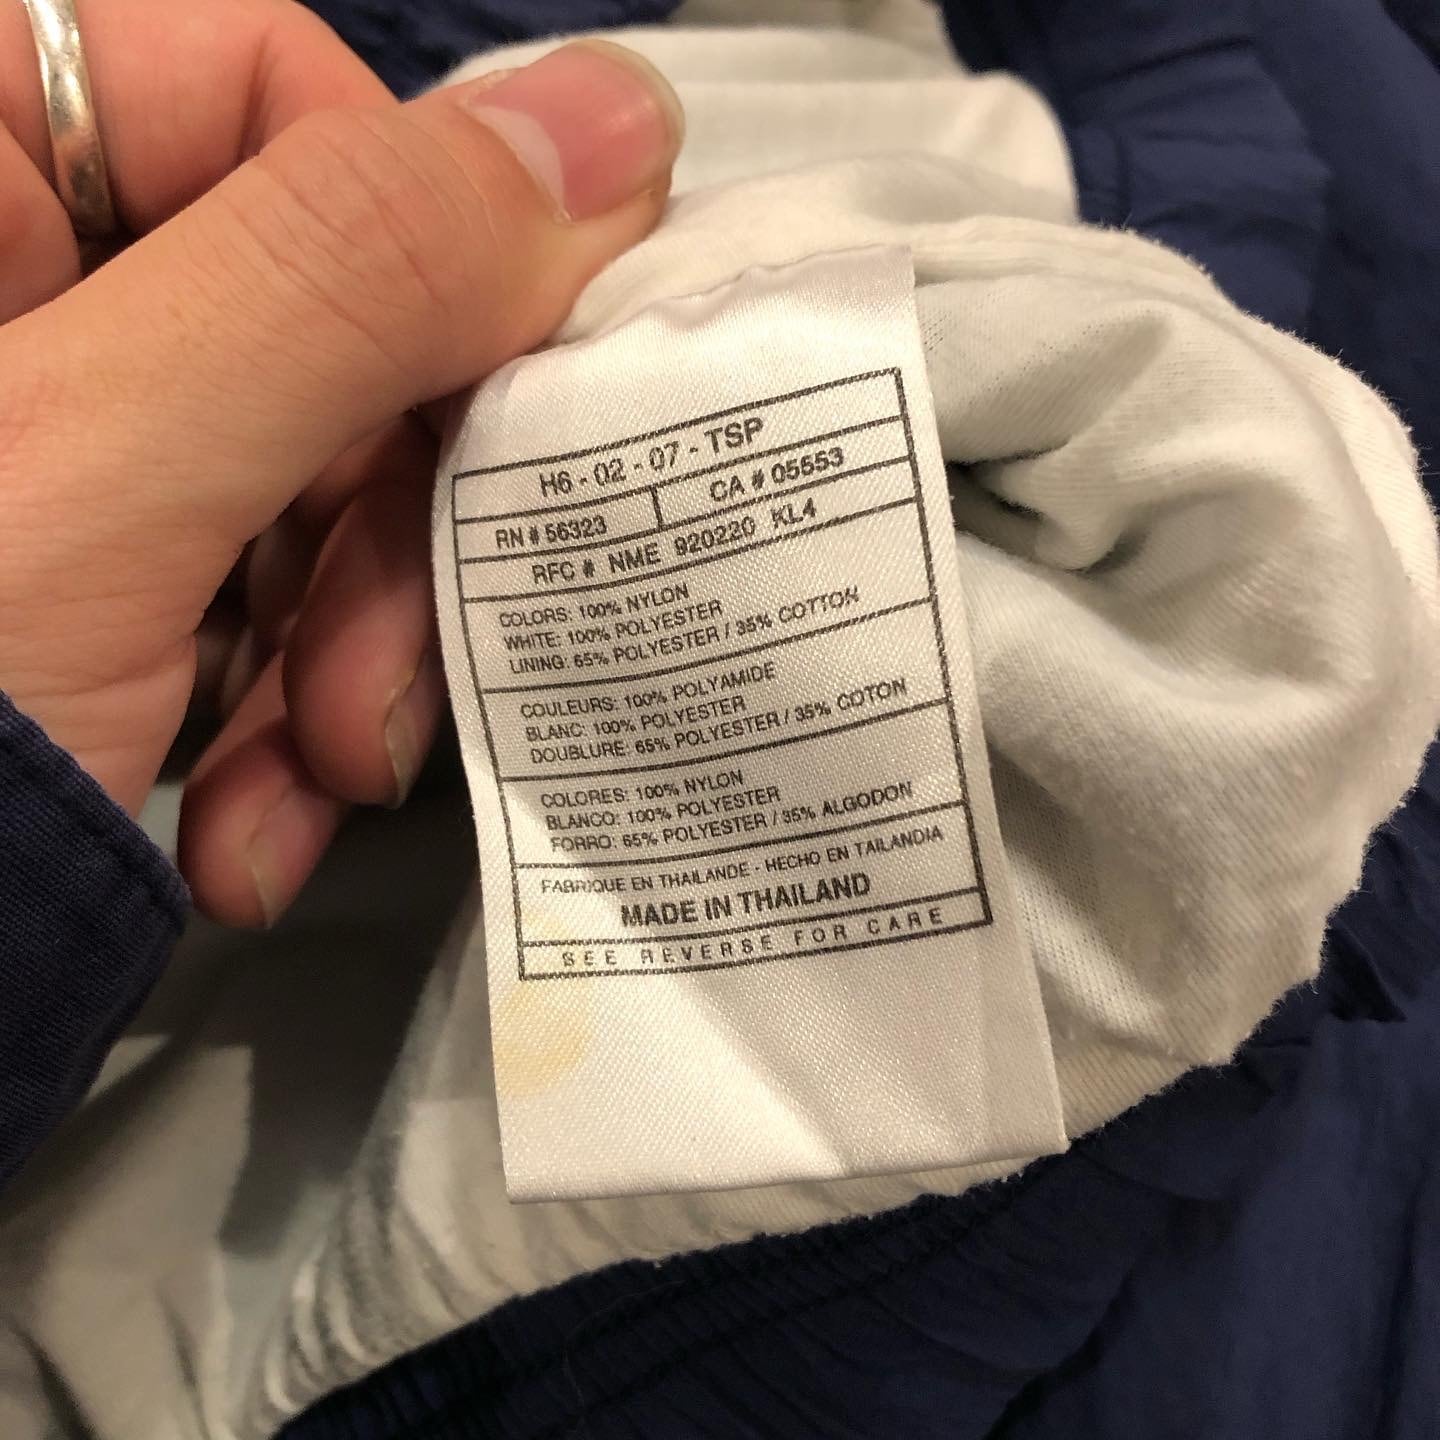 H6 - 02 - 07 - TSP
RN # 56323 CA # 05553
RFC # NME 920220 KL4
COLORS: 100% NYLON
WHITE: 100% POLYESTER
LINING: 65% POLYESTER / 35% COTTON
COULEURS: 100% POLYAMIDE
BLANC: 100% POLYESTER
DOUBLURE: 65% POLYESTER / 35% COTON
COLORES: 100% NYLON
BLANCO: 100% POLYESTER
FORRO: 65% POLYESTER / 35% ALGODON
FABRIQUE EN THAILANDE - HECHO EN TAILANDIA
MADE IN THAILAND
SEE REVERSE FOR CARE